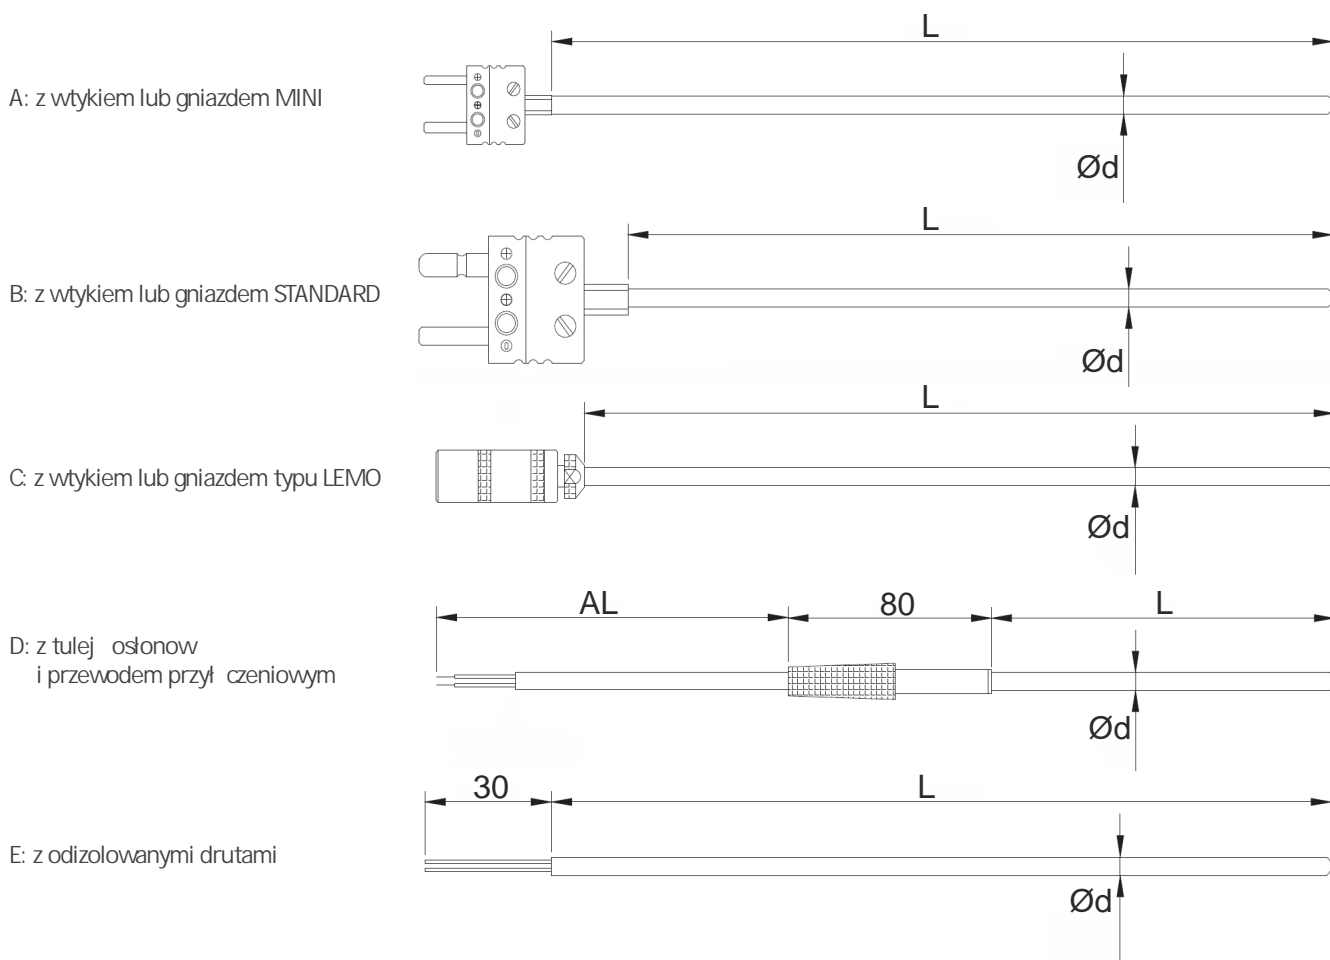 L
A: z wtykiem lub gniazdem MINI
Ød
L
B: z wtykiem lub gniazdem STANDARD
Ød
L
C: z wtykiem lub gniazdem typu LEMO
Ød
AL 80 L
D: z tulej osłonow
i przewodem przył czeniowym
Ød
30 L
E: z odizolowanymi drutami
Ød